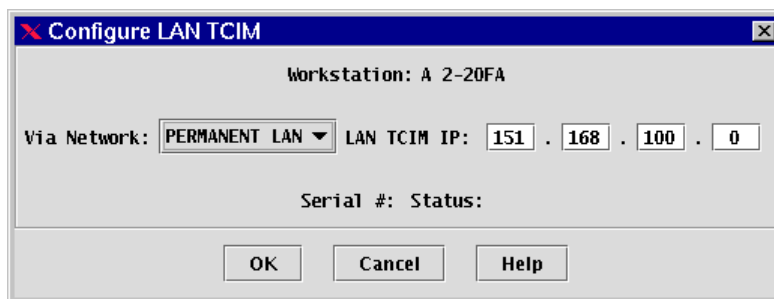 Configure LAN TCIM
Workstation: A 2-20FA
Via Network: PERMANENT LAN LAN TCIM IP: 151 . 168 . 100 . 0
Serial #: Status:
OK Cancel Help